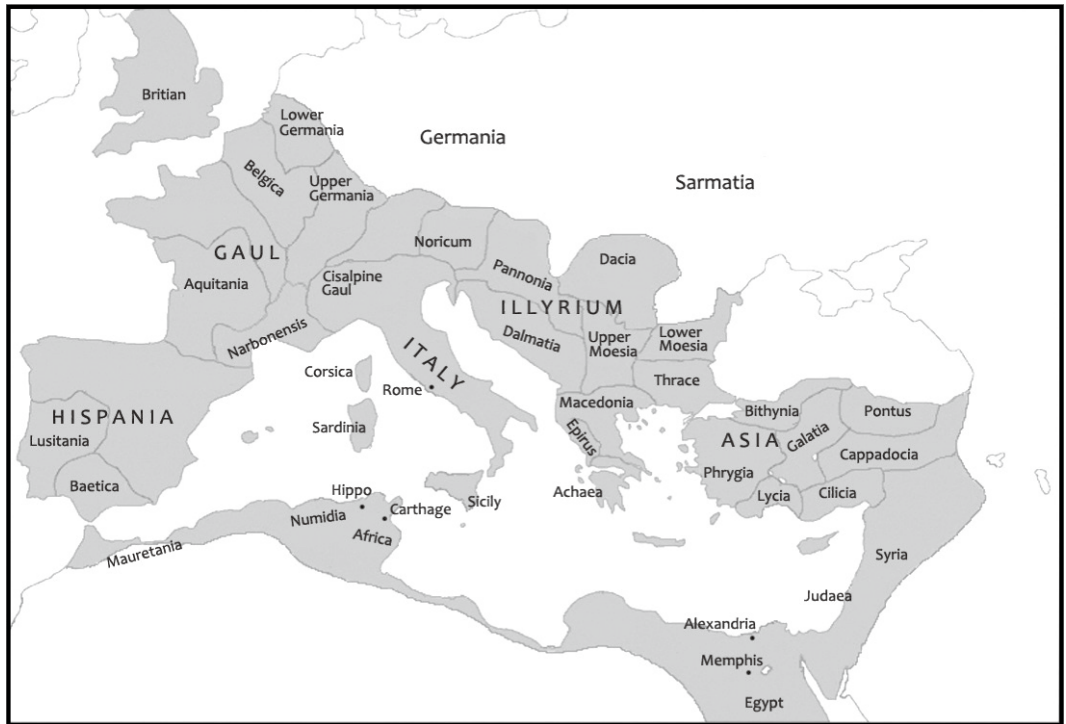 Britian
Lower
Germania
Germania
Belgica
Upper
Germania
Sarmatia
GAUL
Aquitania
Noricum
Cisalpine
Gaul
Pannonia
Dacia
ILLYRIUM
Dalmatia
Upper
Moesia
Lower
Moesia
Narbonensis
ITALY
Corsica
Rome
Thrace
HISPANIA
Lusitania
Baetica
Sardinia
Macedonia
Epirus
Achaea
Bithynia
Pontus
ASIA
Galatia
Cappadocia
Phrygia
Lycia
Cilicia
Hippo
Numidia
Carthage
Africa
Sicily
Mauretania
Syria
Judaea
Alexandria
Memphis
Egypt